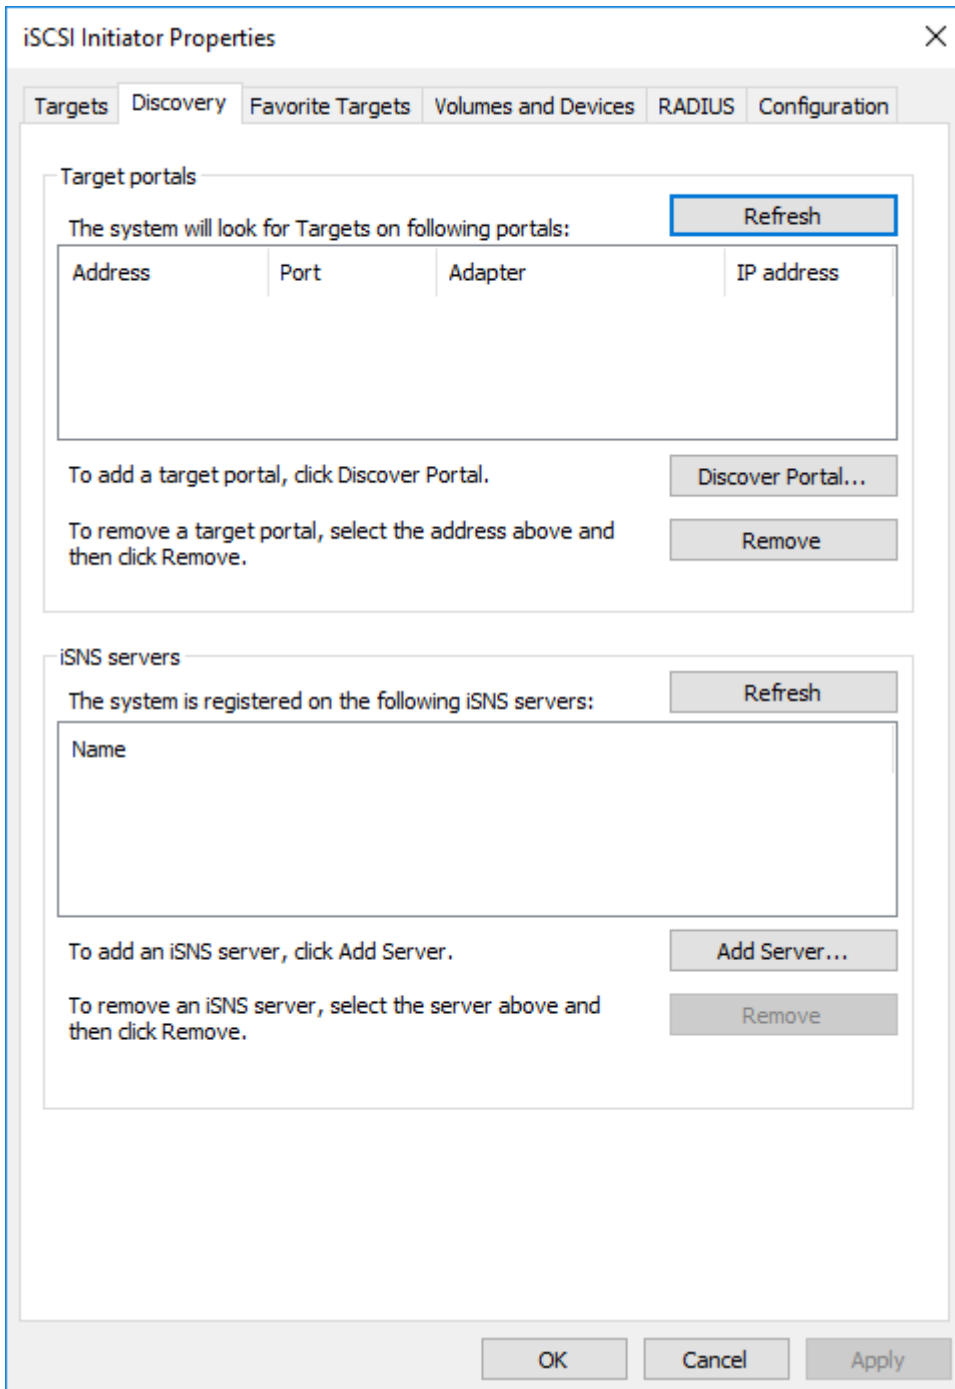 iSCSI Initiator Properties
Targets Discovery Favorite Targets Volumes and Devices RADIUS Configuration
Target portals
The system will look for Targets on following portals:
Refresh
Address Port Adapter IP address
To add a target portal, click Discover Portal.
Discover Portal...
To remove a target portal, select the address above and
then click Remove.
Remove
iSNS servers
The system is registered on the following iSNS servers:
Refresh
Name
To add an iSNS server, click Add Server.
Add Server...
To remove an iSNS server, select the server above and
then click Remove.
Remove
OK Cancel Apply